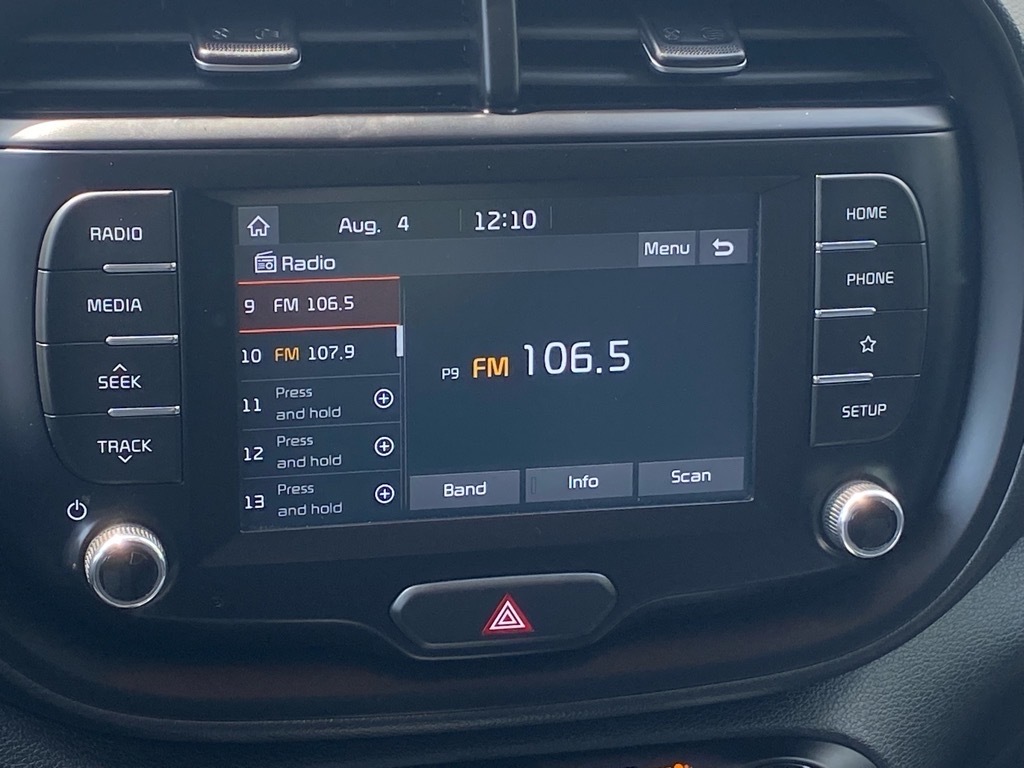 RADIO
MEDIA
SEEK
TRACK
Aug. 4 12:10
Radio
Menu
9 FM 106.5
10 FM 107.9
11 Press
and hold
12 Press
and hold
13 Press
and hold
P9 FM 106.5
Band Info Scan
HOME
PHONE
SETUP